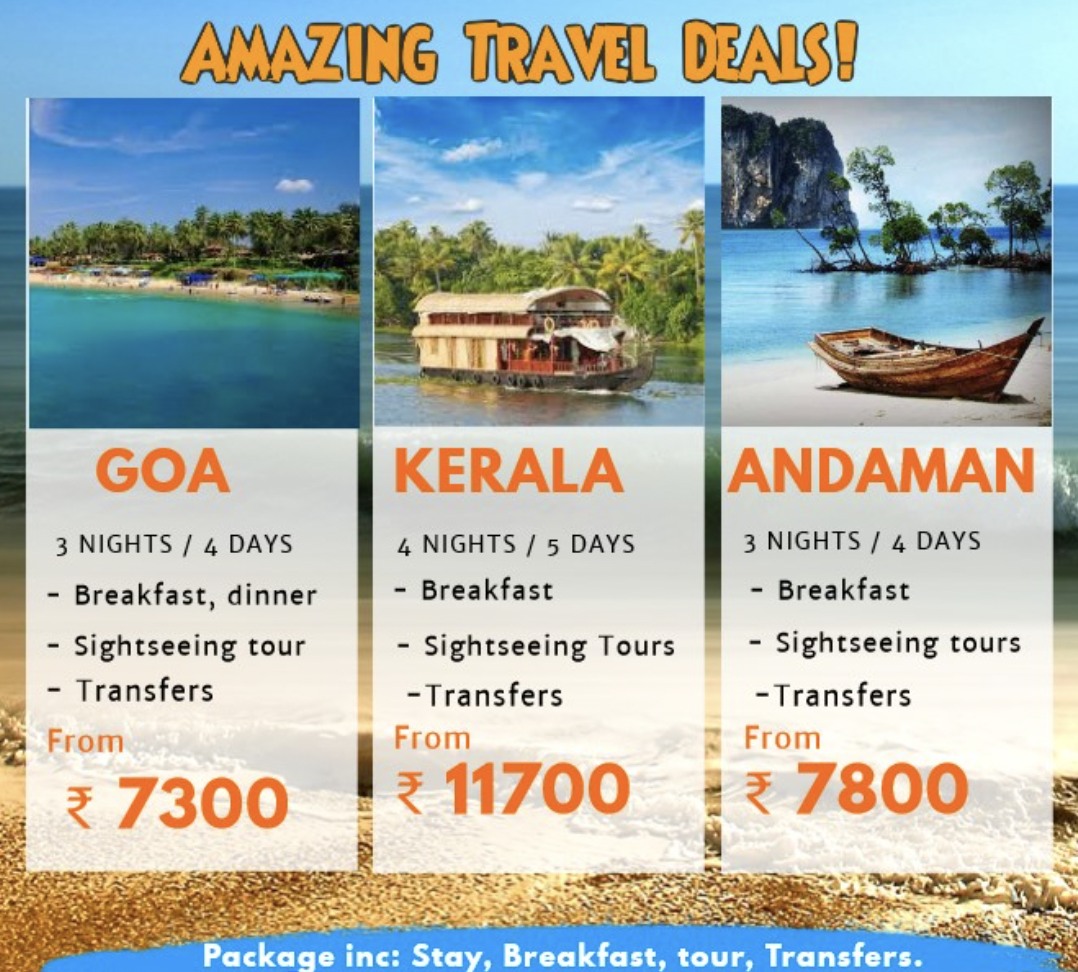 AMAZING TRAVEL DEALS!
GOA
3 NIGHTS / 4 DAYS
- Breakfast, dinner
- Sightseeing tour
- Transfers
From
₹ 7300
KERALA
4 NIGHTS / 5 DAYS
- Breakfast
- Sightseeing Tours
-Transfers
From
₹ 11700
ANDAMAN
3 NIGHTS / 4 DAYS
- Breakfast
- Sightseeing tours
-Transfers
From
₹ 7800
Package inc: Stay, Breakfast, tour, Transfers.